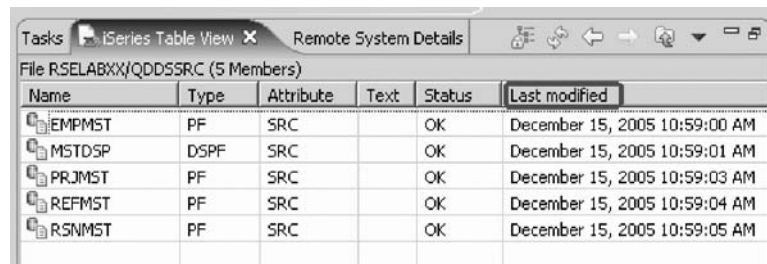 Tasks iSeries Table View X Remote System Details
File RSELABXX/QDDSSRC (5 Members)
Name Type Attribute Text Status Last modified
EMPMST PF SRC OK December 15, 2005 10:59:00 AM
MSTDSP DSPF SRC OK December 15, 2005 10:59:01 AM
PRJMST PF SRC OK December 15, 2005 10:59:03 AM
REFMST PF SRC OK December 15, 2005 10:59:04 AM
RSNMST PF SRC OK December 15, 2005 10:59:05 AM